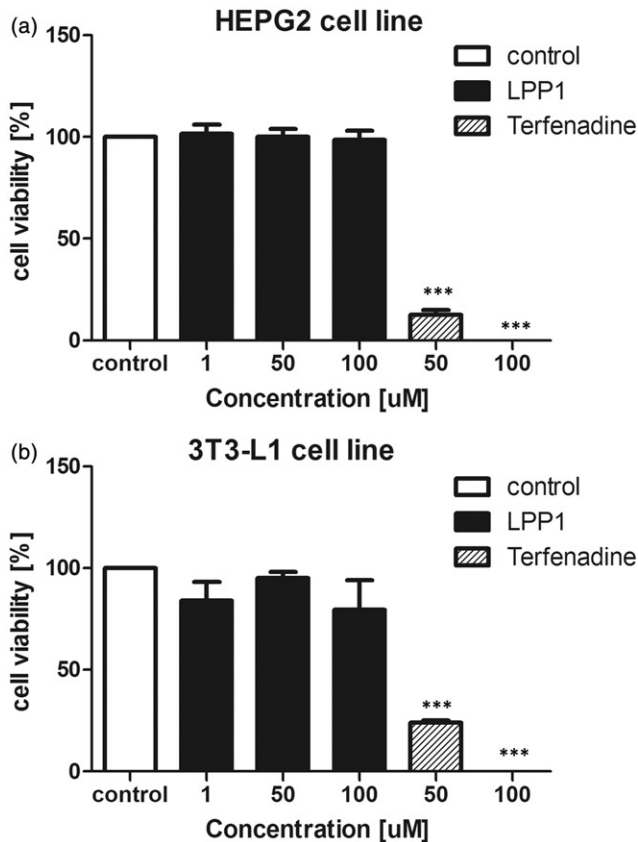 (a)
HEPG2 cell line
cell viability [%]
150
100
50
0
control
LPP1
Terfenadine
***
***
control 1 50 100 50 100
Concentration [uM]
(b)
3T3-L1 cell line
cell viability [%]
150
100
50
0
control
LPP1
Terfenadine
***
***
control 1 50 100 50 100
Concentration [uM]